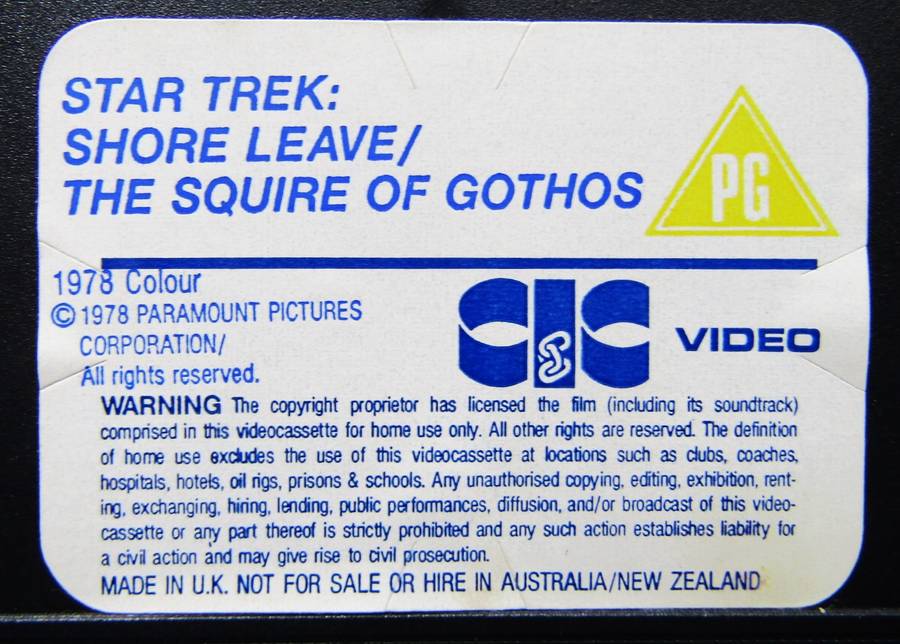 STAR TREK:
SHORE LEAVE/
THE SQUIRE OF GOTHOS
PG
1978 Colour
© 1978 PARAMOUNT PICTURES
CORPORATION/
All rights reserved.
CIC VIDEO
WARNING The copyright proprietor has licensed the film (including its soundtrack)
comprised in this videocassette for home use only. All other rights are reserved. The definition
of home use excludes the use of this videocassette at locations such as clubs, coaches,
hospitals, hotels, oil rigs, prisons & schools. Any unauthorised copying, editing, exhibition, rent-
ing, exchanging, hiring, lending, public performances, diffusion, and/or broadcast of this video-
cassette or any part thereof is strictly prohibited and any such action establishes liability for
a civil action and may give rise to civil prosecution.
MADE IN U.K. NOT FOR SALE OR HIRE IN AUSTRALIA/NEW ZEALAND